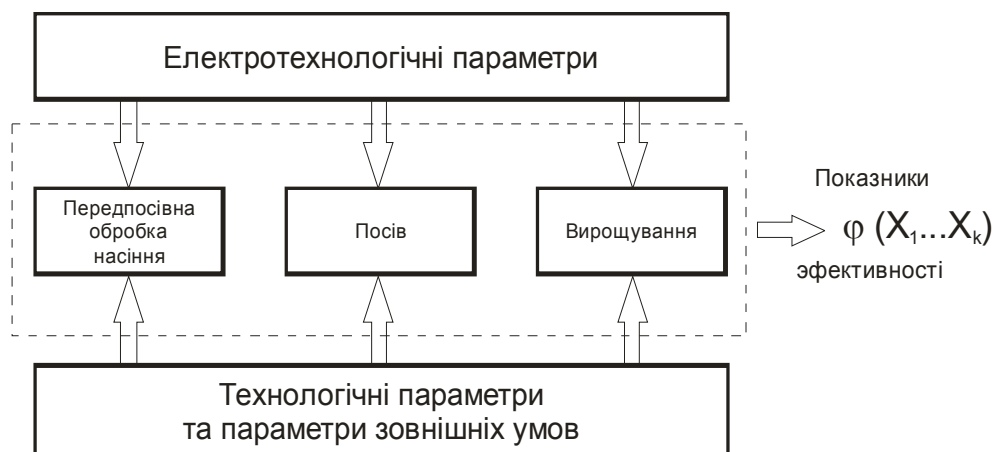 Електротехнологічні параметри
Передпосівна
обробка
насіння
Посів
Вирощування
Показники
φ (X₁...Xₖ)
эфективності
Технологічні параметри
та параметри зовнішніх умов